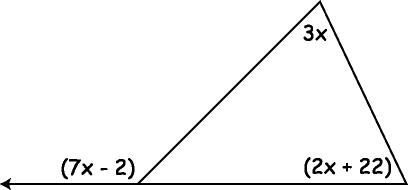 3x
(7x - 2)
(2x + 22)